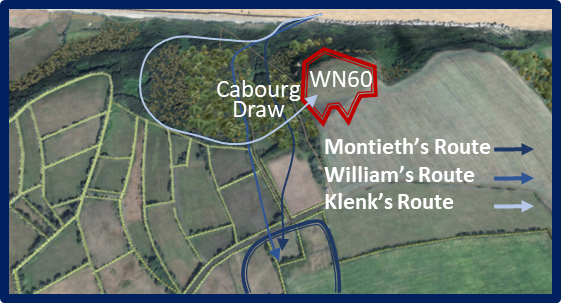 WN60
Cabourg
Draw
Montieth's Route
William's Route
Klenk's Route